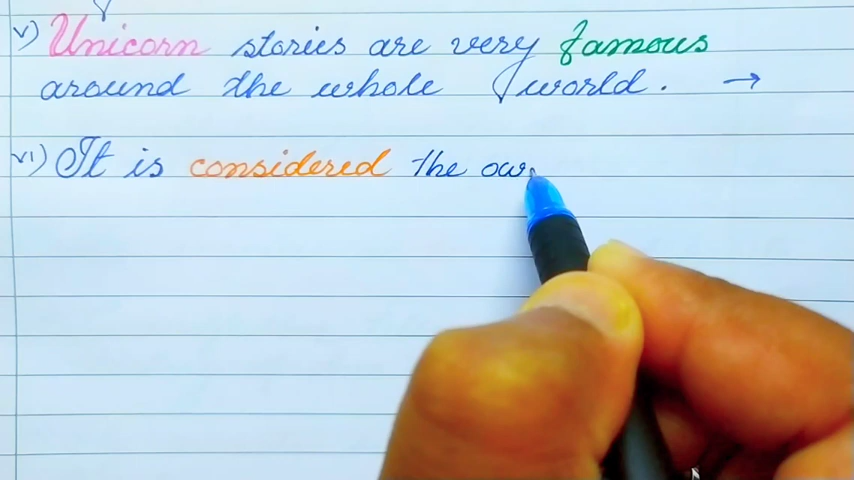 v) Unicorn stories are very famous
around the whole world. →
vi) It is considered the